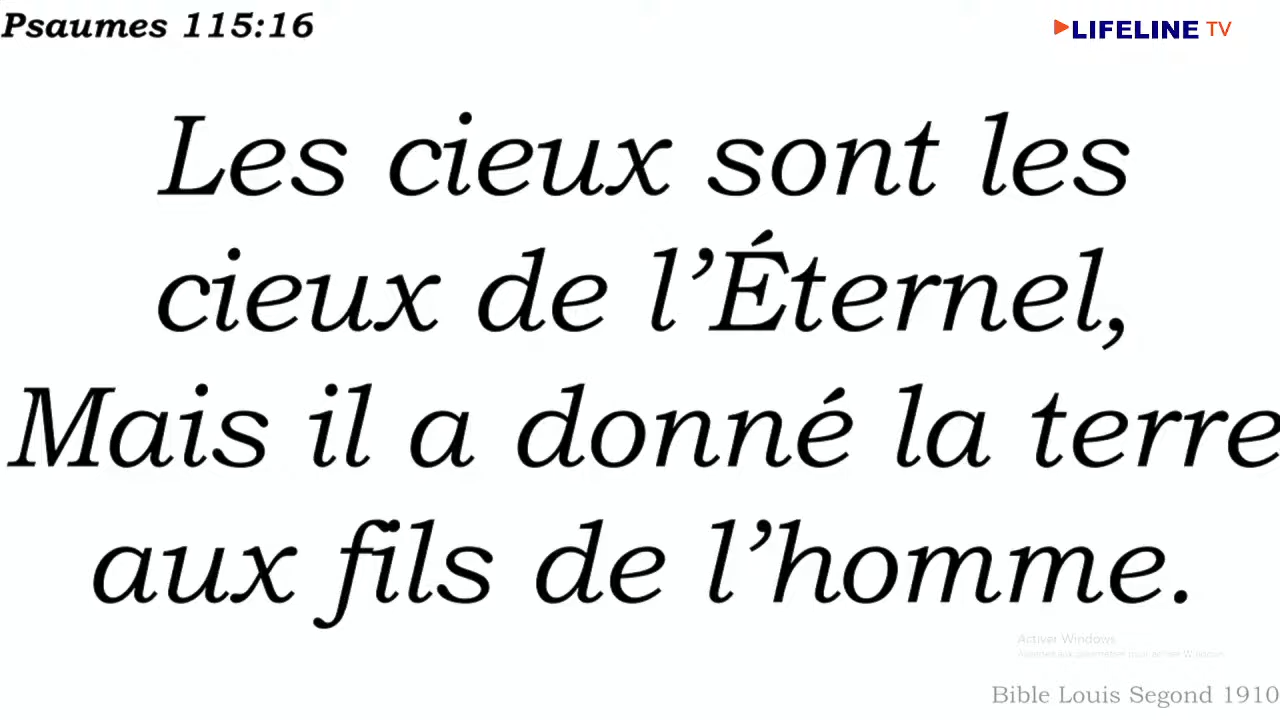 Psaumes 115:16
LIFELINE TV
Les cieux sont les
cieux de l’Éternel,
Mais il a donné la terre
aux fils de l’homme.
Activer Windows
Bible Louis Segond 1910